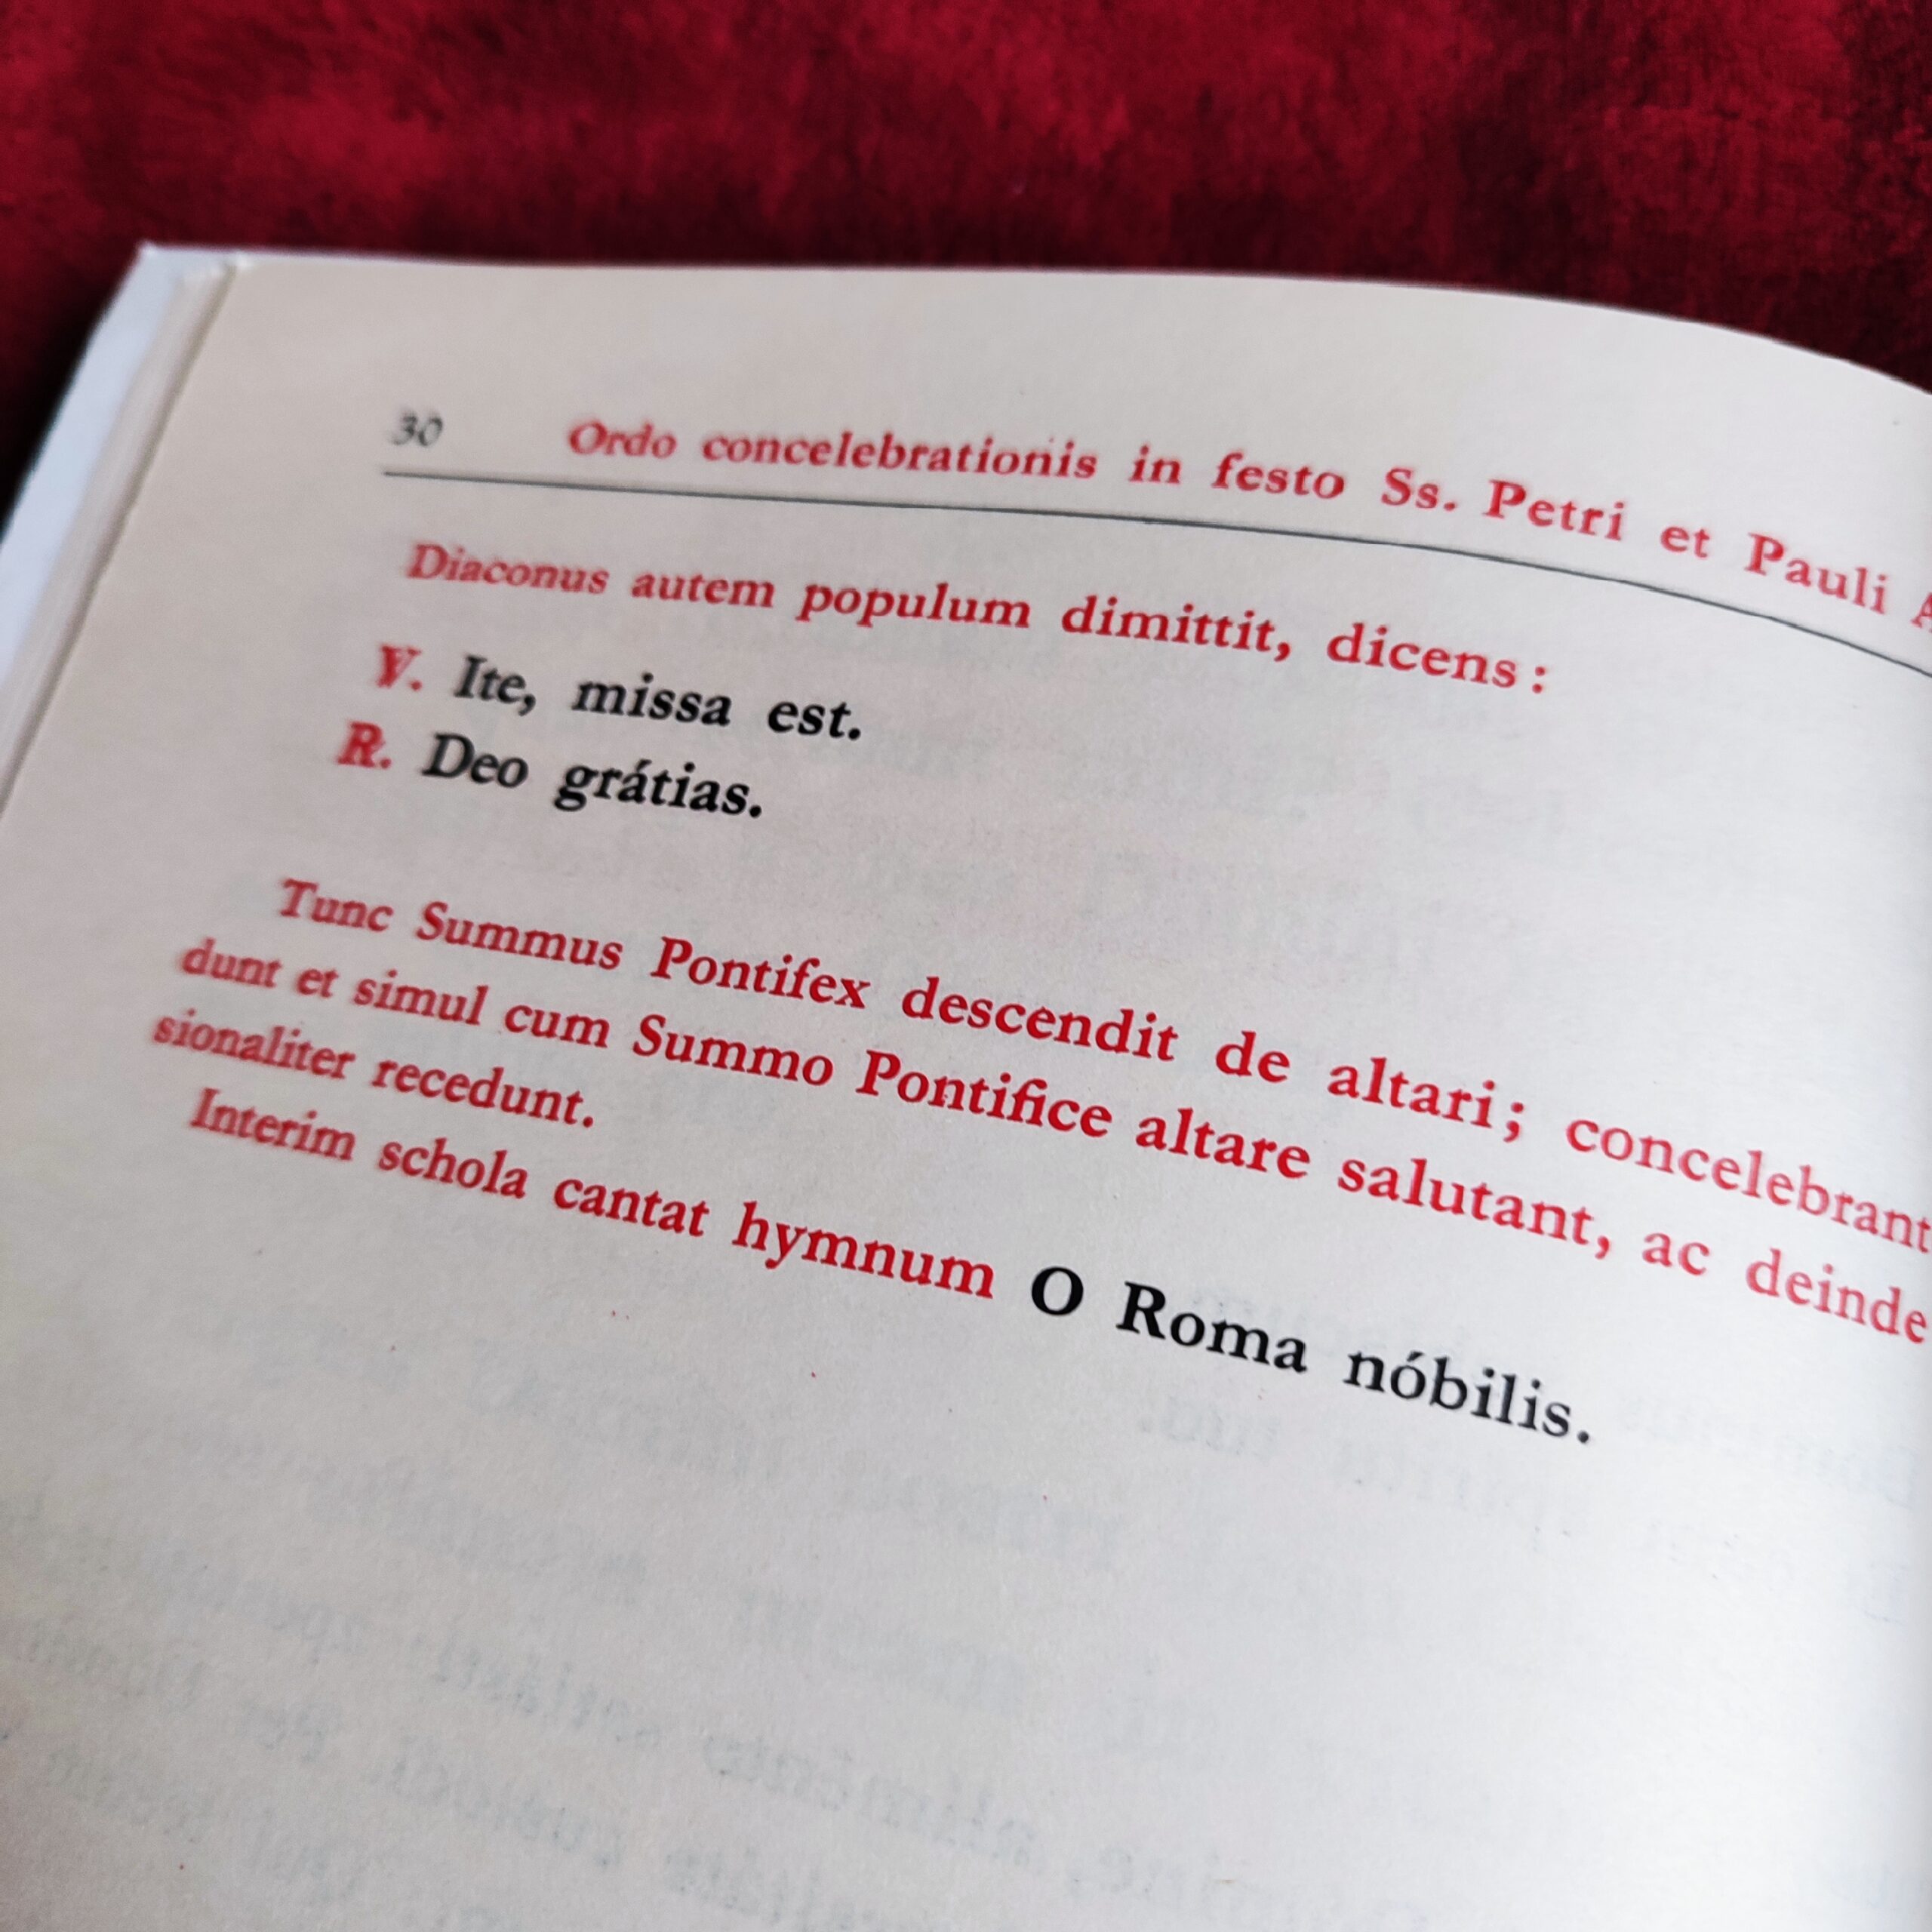 30 Ordo concelebrationis in festo Ss. Petri et Pauli
Diaconus autem populum dimittit, dicens:
℣. Ite, missa est.
℟. Deo grátias.
Tunc Summus Pontifex descendit de altari; concelebrant
dunt et simul cum Summo Pontifice altare salutant, ac deinde
sionaliter recedunt.
Interim schola cantat hymnum O Roma nóbilis.